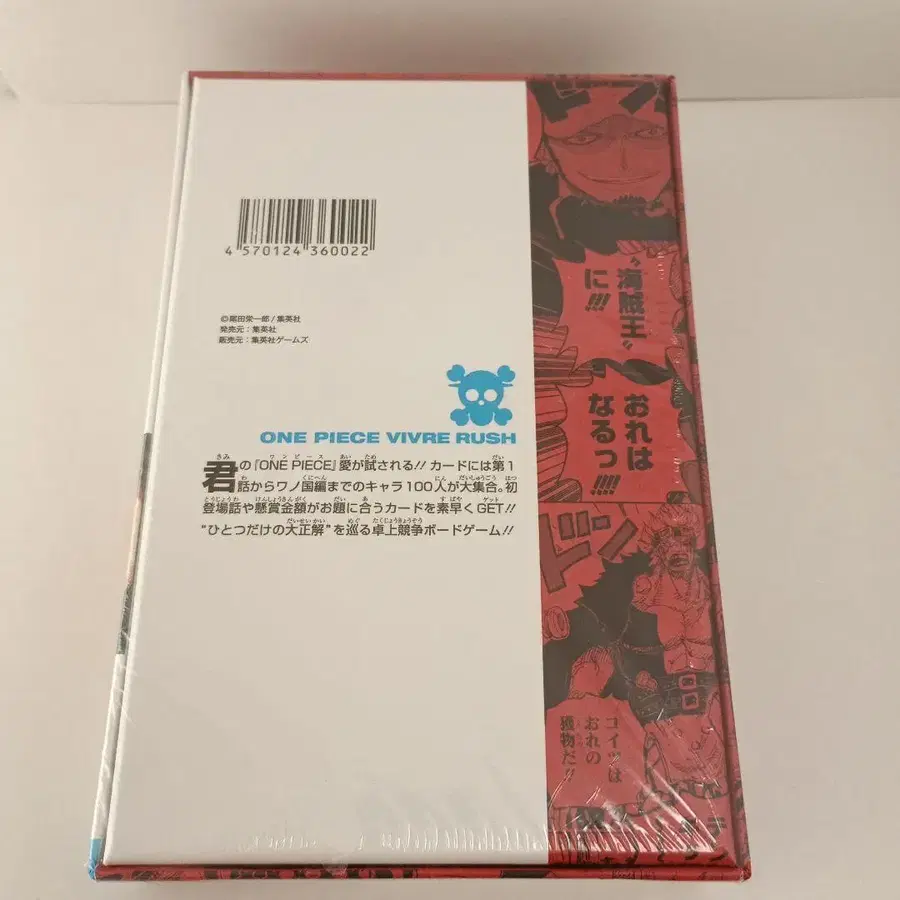 4 570124 360022
©尾田栄一郎/集英社
発売元:集英社
販売元:集英社ゲームズ
ONE PIECE VIVRE RUSH
君の『ONE PIECE』愛が試される!! カードには第1
話からワノ国編までのキャラ100人が大集合。初
登場話や懸賞金額がお題に合うカードを素早くGET!!
“ひとつだけの大正解”を巡る卓上競争ボードゲーム!!
“海賊王”
に!!!
おれは
なるっ!!!!
ドン
コイツは
おれの
獲物だ!!